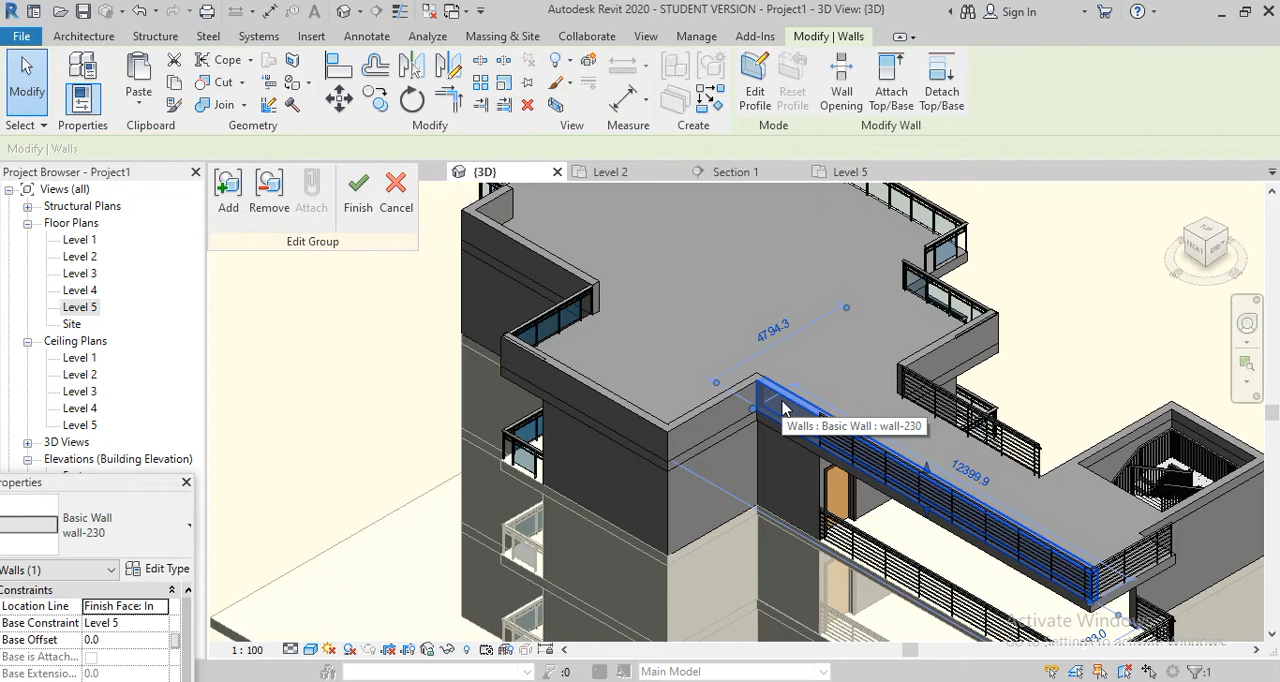 Autodesk Revit 2020 - STUDENT VERSION - Project1 - 3D View: {3D}
Sign In
File Architecture Structure Steel Systems Insert Annotate Analyze Massing & Site Collaborate View Manage Add-Ins Modify | Walls
Modify
Paste
Cope
Cut
Join
Edit
Profile
Reset
Profile
Wall
Opening
Attach
Top/Base
Detach
Top/Base
Select Properties Clipboard Geometry Modify View Measure Create Mode Modify Wall
Modify | Walls
Project Browser - Project1
{3D} Level 2 Section 1 Level 5
Views (all)
Structural Plans
Floor Plans
Level 1
Level 2
Level 3
Level 4
Level 5
Site
Ceiling Plans
Level 1
Level 2
Level 3
Level 4
Level 5
3D Views
Elevations (Building Elevation)
Add Remove Attach Finish Cancel
Edit Group
4794.3
Walls : Basic Wall : wall-230
12399.9
roperties
Basic Wall
wall-230
Walls (1) Edit Type
Constraints
Location Line Finish Face: In
Base Constraint Level 5
Base Offset 0.0
Base is Attach...
Base Extensio... 0.0
Activate Window
Go to Settings to activate Windows.
1 : 100
:0 Main Model :1